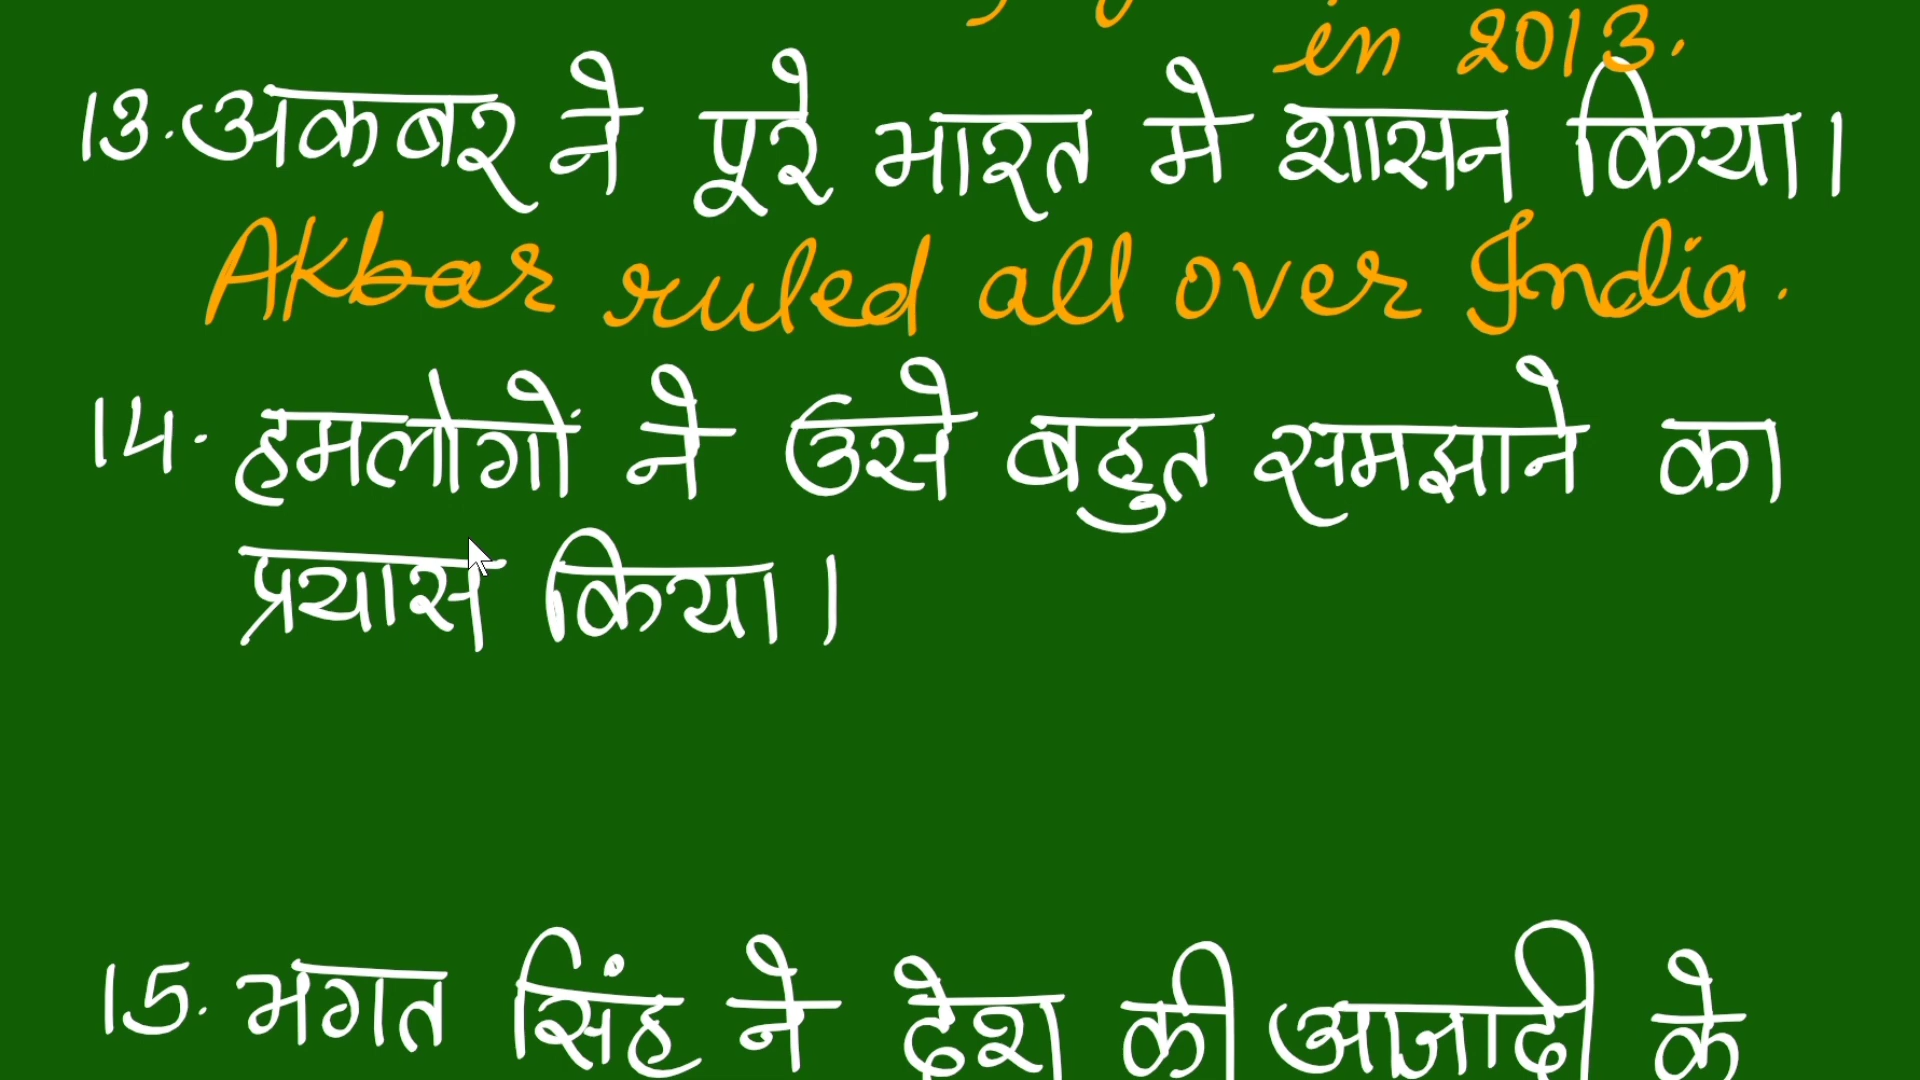 in 2013.
13. अकबर ने पूरे भारत मे शासन किया।
Akbar ruled all over India.
14. हमलोगों ने उसे बहुत समझाने का
प्रयास किया।
15. भगत सिंह ने देश की आजादी के